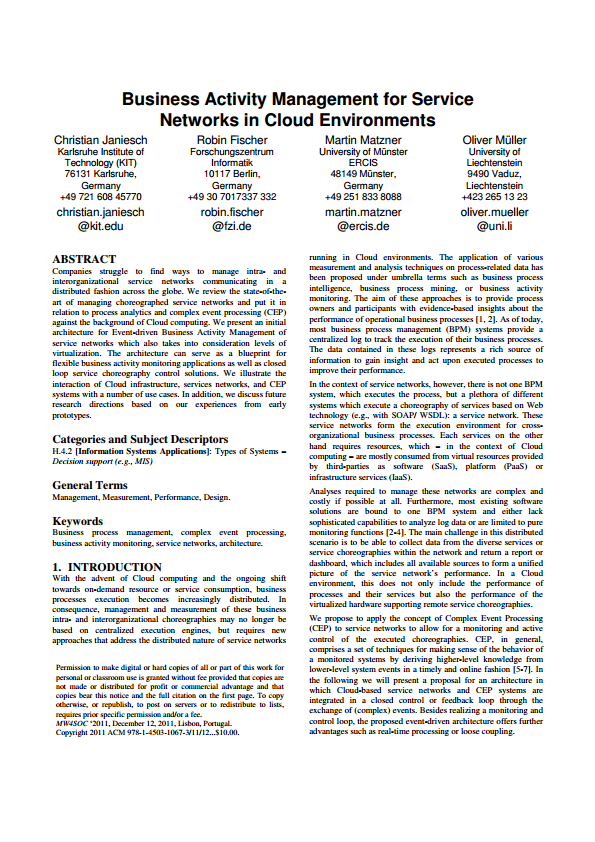 Business Activity Management for Service
Networks in Cloud Environments
Christian Janiesch
Karlsruhe Institute of
Technology (KIT)
76131 Karlsruhe,
Germany
+49 721 608 45770
christian.janiesch
@kit.edu
Robin Fischer
Forschungszentrum
Informatik
10117 Berlin,
Germany
+49 30 7017337 332
robin.fischer
@fzi.de
Martin Matzner
University of Münster
ERCIS
48149 Münster,
Germany
+49 251 833 8088
martin.matzner
@ercis.de
Oliver Müller
University of
Liechtenstein
9490 Vaduz,
Liechtenstein
+423 265 13 23
oliver.mueller
@uni.li
ABSTRACT
Companies struggle to find ways to manage intra- and
interorganizational service networks communicating in a
distributed fashion across the globe. We review the state-of-the-
art of managing choreographed service networks and put it in
relation to process analytics and complex event processing (CEP)
against the background of Cloud computing. We present an initial
architecture for Event-driven Business Activity Management of
service networks which also takes into consideration levels of
virtualization. The architecture can serve as a blueprint for
flexible business activity monitoring applications as well as closed
loop service choreography control solutions. We illustrate the
interaction of Cloud infrastructure, services networks, and CEP
systems with a number of use cases. In addition, we discuss future
research directions based on our experiences from early
prototypes.
Categories and Subject Descriptors
H.4.2 [Information Systems Applications]: Types of Systems –
Decision support (e.g., MIS)
General Terms
Management, Measurement, Performance, Design.
Keywords
Business process management, complex event processing,
business activity monitoring, service networks, architecture.
1. INTRODUCTION
With the advent of Cloud computing and the ongoing shift
towards on-demand resource or service consumption, business
processes execution becomes increasingly distributed. In
consequence, management and measurement of these business
intra- and interorganizational choreographies may no longer be
based on centralized execution engines, but requires new
approaches that address the distributed nature of service networks
Permission to make digital or hard copies of all or part of this work for
personal or classroom use is granted without fee provided that copies are
not made or distributed for profit or commercial advantage and that
copies bear this notice and the full citation on the first page. To copy
otherwise, or republish, to post on servers or to redistribute to lists,
requires prior specific permission and/or a fee.
MW4SOC '2011, December 12, 2011, Lisbon, Portugal.
Copyright 2011 ACM 978-1-4503-1067-3/11/12...$10.00.
running in Cloud environments. The application of various
measurement and analysis techniques on process-related data has
been proposed under umbrella terms such as business process
intelligence, business process mining, or business activity
monitoring. The aim of these approaches is to provide process
owners and participants with evidence-based insights about the
performance of operational business processes [1, 2]. As of today,
most business process management (BPM) systems provide a
centralized log to track the execution of their business processes.
The data contained in these logs represents a rich source of
information to gain insight and act upon executed processes to
improve their performance.
In the context of service networks, however, there is not one BPM
system, which executes the process, but a plethora of different
systems which execute a choreography of services based on Web
technology (e.g., with SOAP/ WSDL): a service network. These
service networks form the execution environment for cross-
organizational business processes. Each services on the other
hand requires resources, which – in the context of Cloud
computing – are mostly consumed from virtual resources provided
by third-parties as software (SaaS), platform (PaaS) or
infrastructure services (IaaS).
Analyses required to manage these networks are complex and
costly if possible at all. Furthermore, most existing software
solutions are bound to one BPM system and either lack
sophisticated capabilities to analyze log data or are limited to pure
monitoring functions [2-4]. The main challenge in this distributed
scenario is to be able to collect data from the diverse services or
service choreographies within the network and return a report or
dashboard, which includes all available sources to form a unified
picture of the service network's performance. In a Cloud
environment, this does not only include the performance of
processes and their services but also the performance of the
virtualized hardware supporting remote service choreographies.
We propose to apply the concept of Complex Event Processing
(CEP) to service networks to allow for a monitoring and active
control of the executed choreographies. CEP, in general,
comprises a set of techniques for making sense of the behavior of
a monitored systems by deriving higher-level knowledge from
lower-level system events in a timely and online fashion [5-7]. In
the following we will present a proposal for an architecture in
which Cloud-based service networks and CEP systems are
integrated in a closed control or feedback loop through the
exchange of (complex) events. Besides realizing a monitoring and
control loop, the proposed event-driven architecture offers further
advantages such as real-time processing or loose coupling.